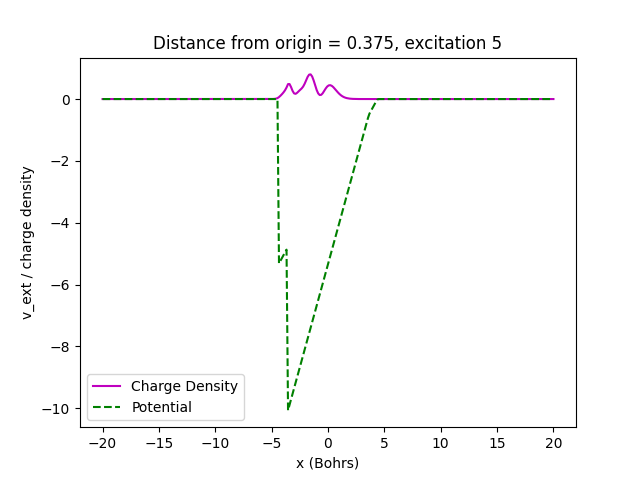 Distance from origin = 0.375, excitation 5
v_ext / charge density
0
−2
−4
−6
−8
−10
Charge Density
Potential
−20 −15 −10 −5 0 5 10 15 20
x (Bohrs)